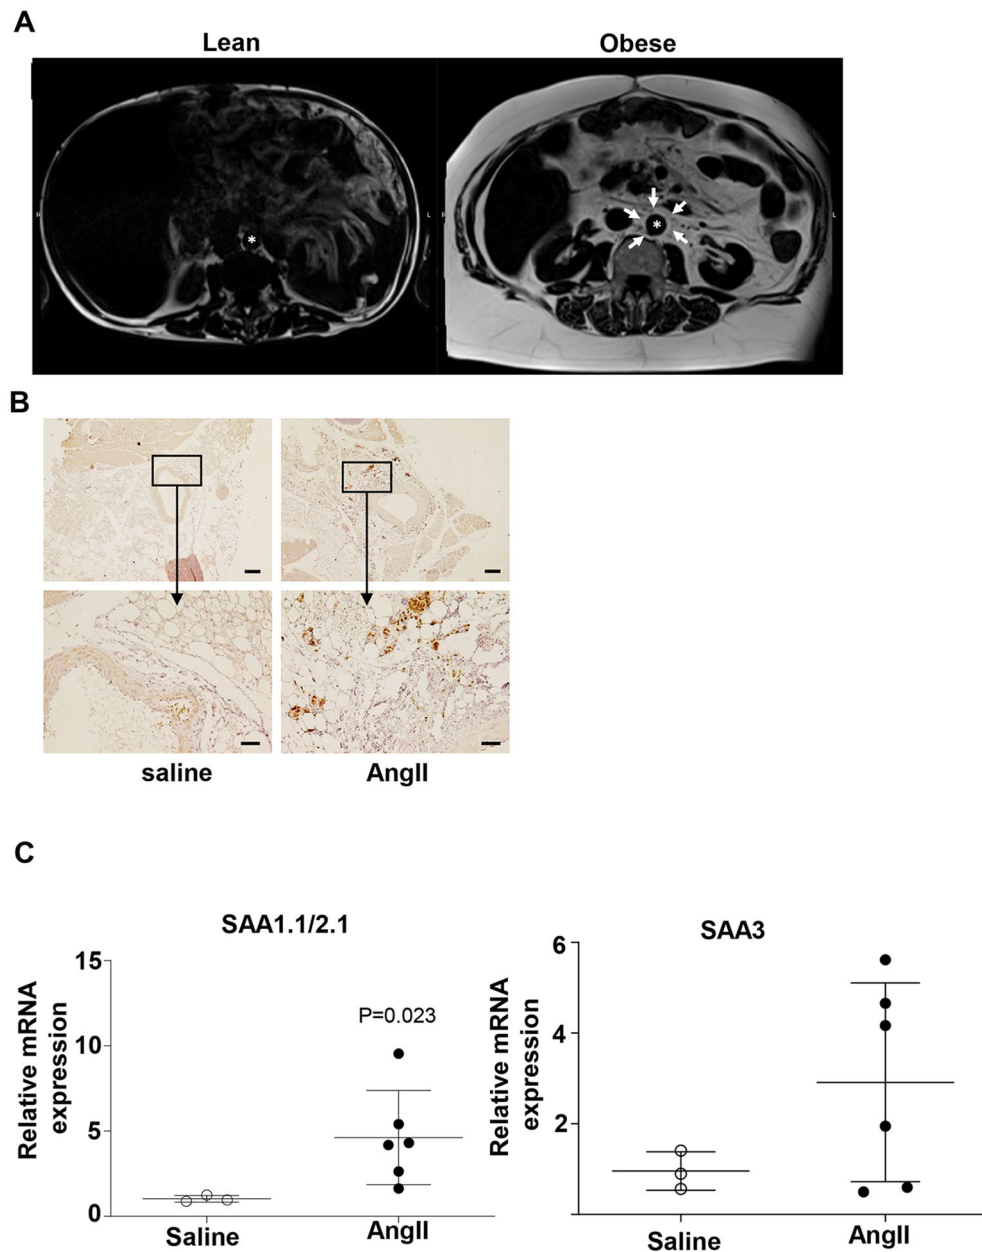 A
Lean
Obese
R
*
L
R
*
L
B
saline
AngII
C
SAA1.1/2.1
Relative mRNA
expression
15
10
5
0
P=0.023
Saline
AngII
SAA3
Relative mRNA
expression
6
4
2
Saline
AngII